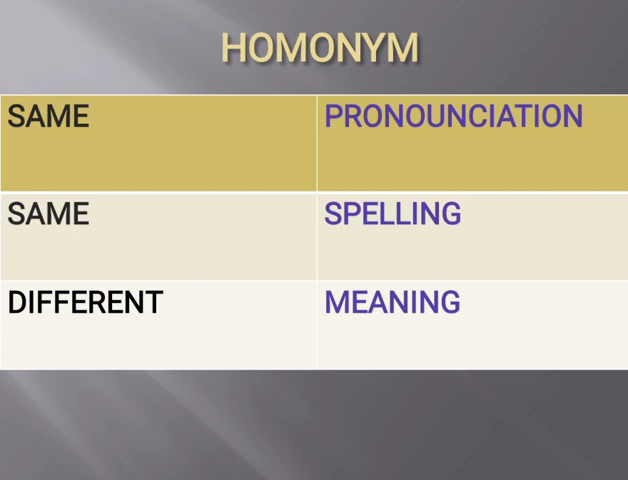 HOMONYM
SAME PRONOUNCIATION
SAME SPELLING
DIFFERENT MEANING